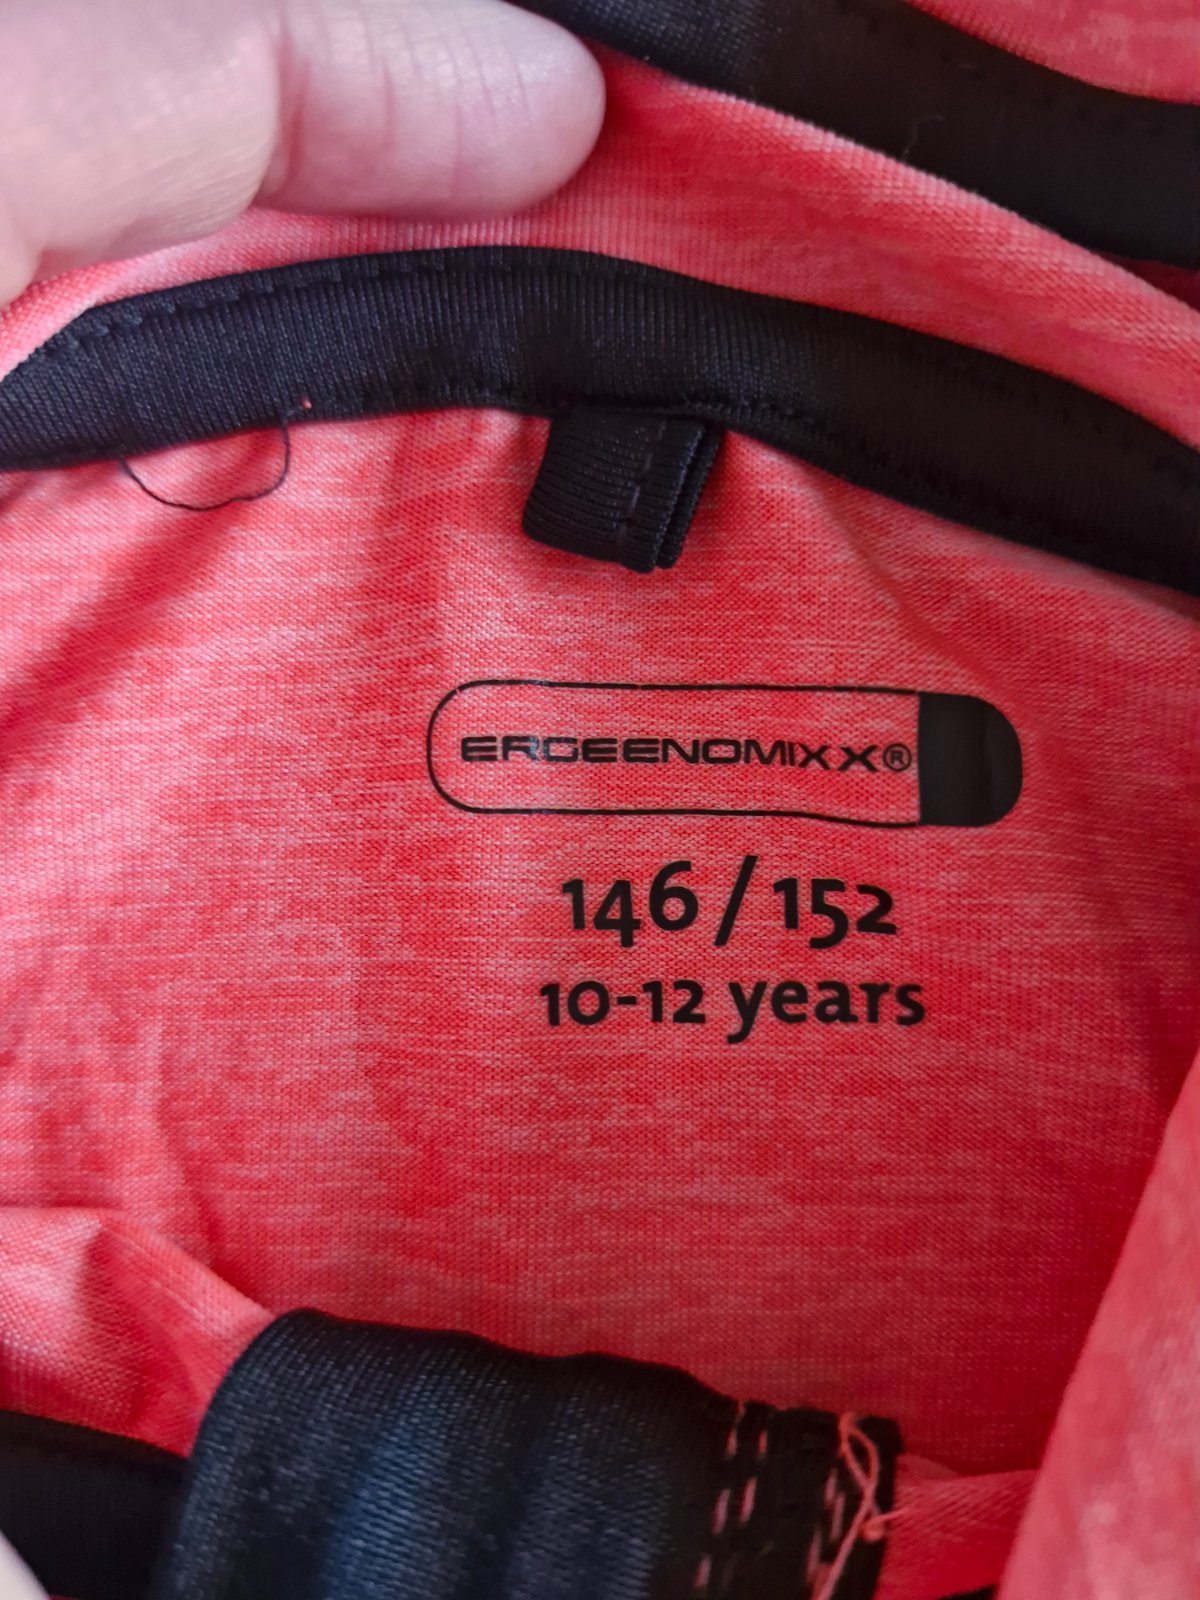 ERGEENOMIXX®
146/152
10-12 years